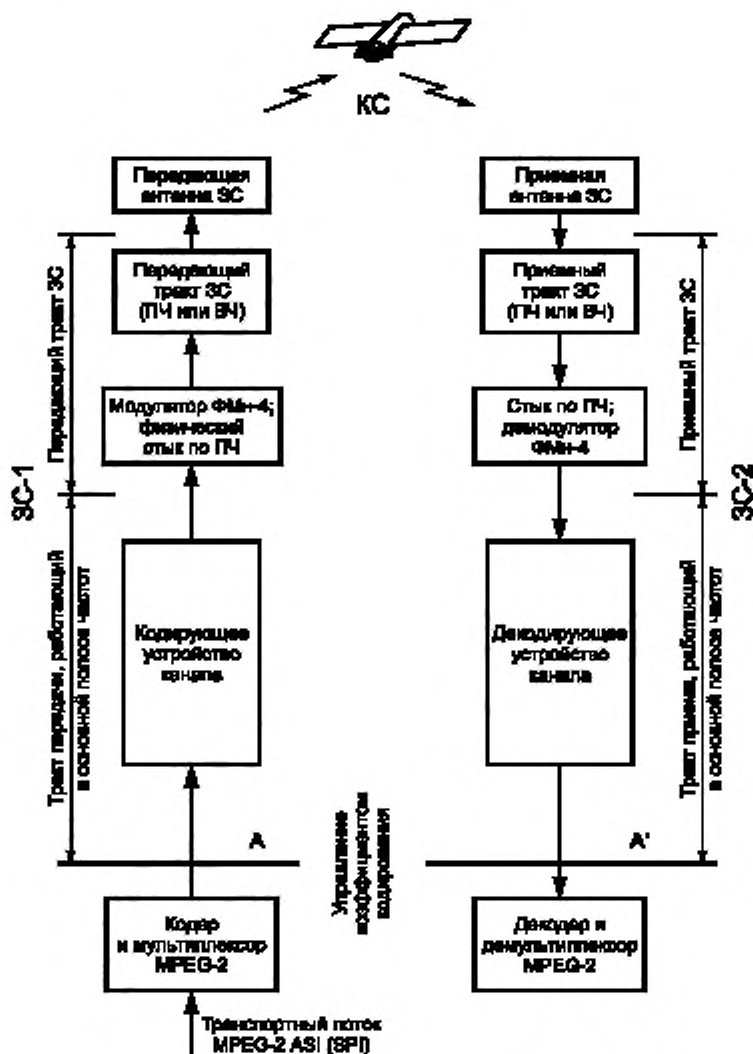 КС
Передающая
антенна ЗС
Приемная
антенна ЗС
Передающий
тракт ЗС
(ПЧ или ВЧ)
Приемный
тракт ЗС
(ПЧ или ВЧ)
Передающий тракт ЗС
Приемный тракт ЗС
Модулятор ФМн-4;
физический
стык по ПЧ
Стык по ПЧ;
демодулятор
ФМн-4
ЗС-1
ЗС-2
Тракт передачи, работающий
в основной полосе частот
Кодирующее
устройство
канала
Декодирующее
устройство
канала
Тракт приема, работающий
в основной полосе частот
А
Управление
коэффициентом
кодирования
А'
Кодер
и мультиплексор
MPEG-2
Декодер и
демультиплексор
MPEG-2
Транспортный поток
MPEG-2 ASI (SPI)